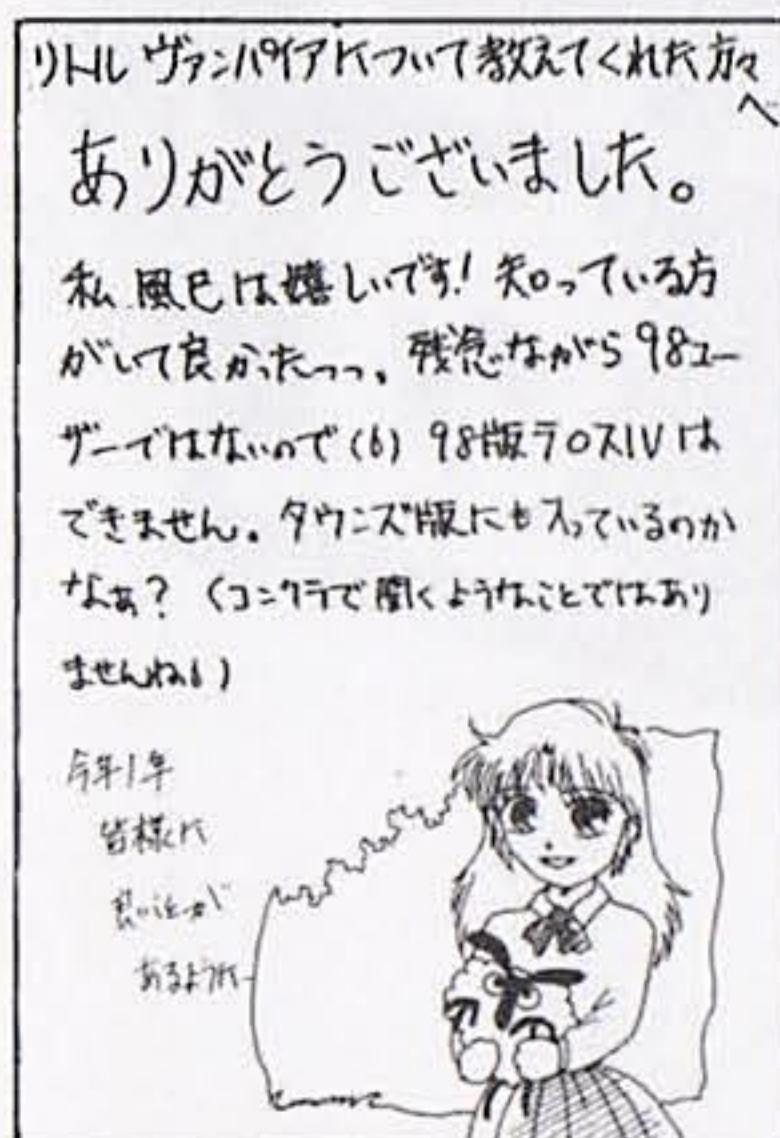 リトルヴァンパイアについて教えてくれた方々
へ
ありがとうございました。
私、風巳は嬉しいです! 知っている方
がいて良かったっっ、残念ながら98ユー
ザーではないので(6) 98版ラロスIVは
できません。タウンズ版にも入っているのか
なぁ? (コンクラで聞くようなことではあり
ませんね6)
今年1年
皆様に
良いことが
あるように